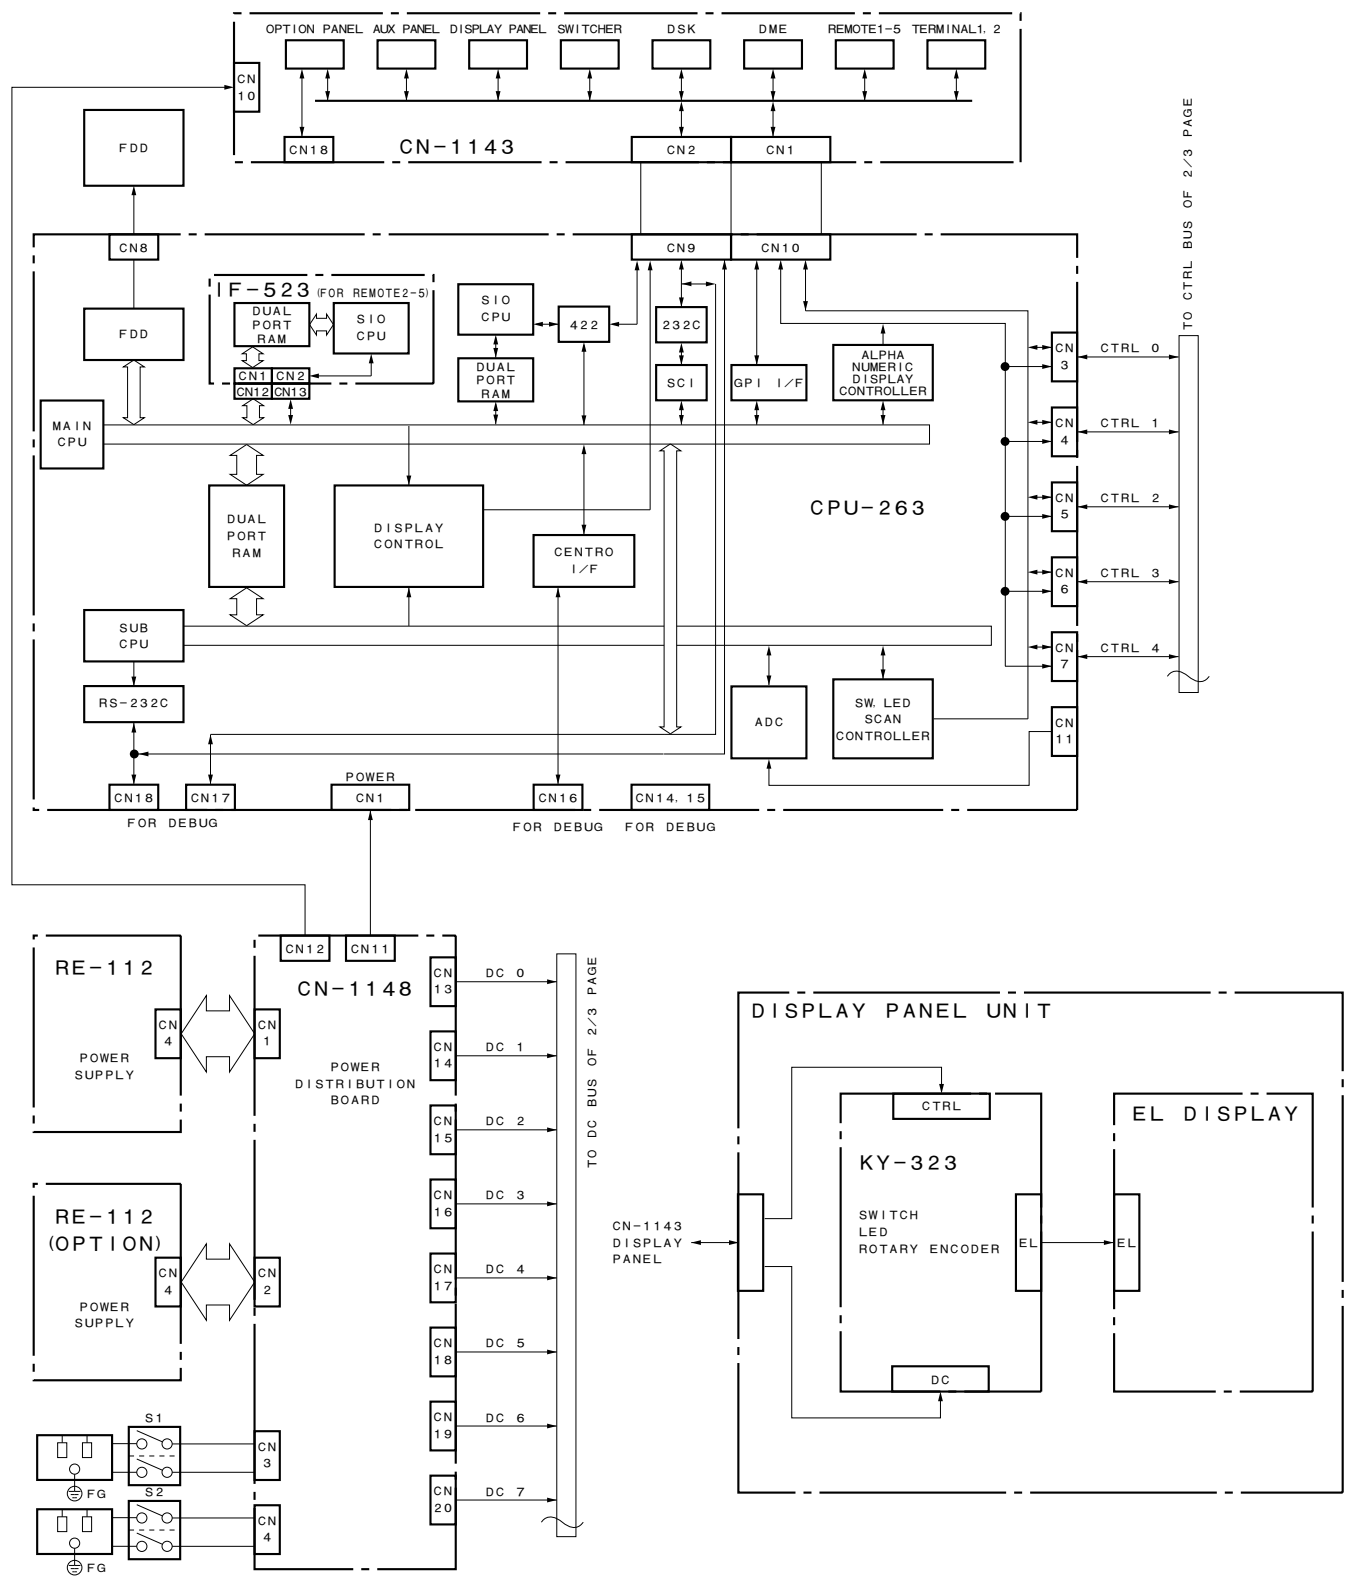 OPTION PANEL
AUX PANEL
DISPLAY PANEL
SWITCHER
DSK
DME
REMOTE1-5
TERMINAL1, 2
CN
10
CN18
CN-1143
CN2
CN1
FDD
TO CTRL BUS OF 2/3 PAGE
CN8
CN9
CN10
IF-523 (FOR REMOTE2-5)
DUAL
PORT
RAM
SIO
CPU
CN1
CN2
CN12
CN13
FDD
SIO
CPU
422
DUAL
PORT
RAM
232C
SCI
GPI I/F
ALPHA
NUMERIC
DISPLAY
CONTROLLER
CN
3
CTRL 0
MAIN
CPU
CN
4
CTRL 1
CPU-263
CN
5
CTRL 2
DUAL
PORT
RAM
DISPLAY
CONTROL
CENTRO
I/F
CN
6
CTRL 3
SUB
CPU
CN
7
CTRL 4
RS-232C
ADC
SW, LED
SCAN
CONTROLLER
CN
11
POWER
CN18
CN17
CN1
CN16
CN14, 15
FOR DEBUG
FOR DEBUG
FOR DEBUG
CN12
CN11
RE-112
CN
4
POWER
SUPPLY
CN
1
CN-1148
POWER
DISTRIBUTION
BOARD
CN
13
DC 0
CN
14
DC 1
CN
15
DC 2
CN
16
DC 3
CN
17
DC 4
CN
18
DC 5
CN
19
DC 6
CN
20
DC 7
TO DC BUS OF 2/3 PAGE
RE-112
(OPTION)
CN
4
POWER
SUPPLY
CN
2
S1
CN
3
FG
S2
CN
4
FG
DISPLAY PANEL UNIT
CTRL
KY-323
SWITCH
LED
ROTARY ENCODER
EL
DC
CN-1143
DISPLAY
PANEL
EL DISPLAY
EL